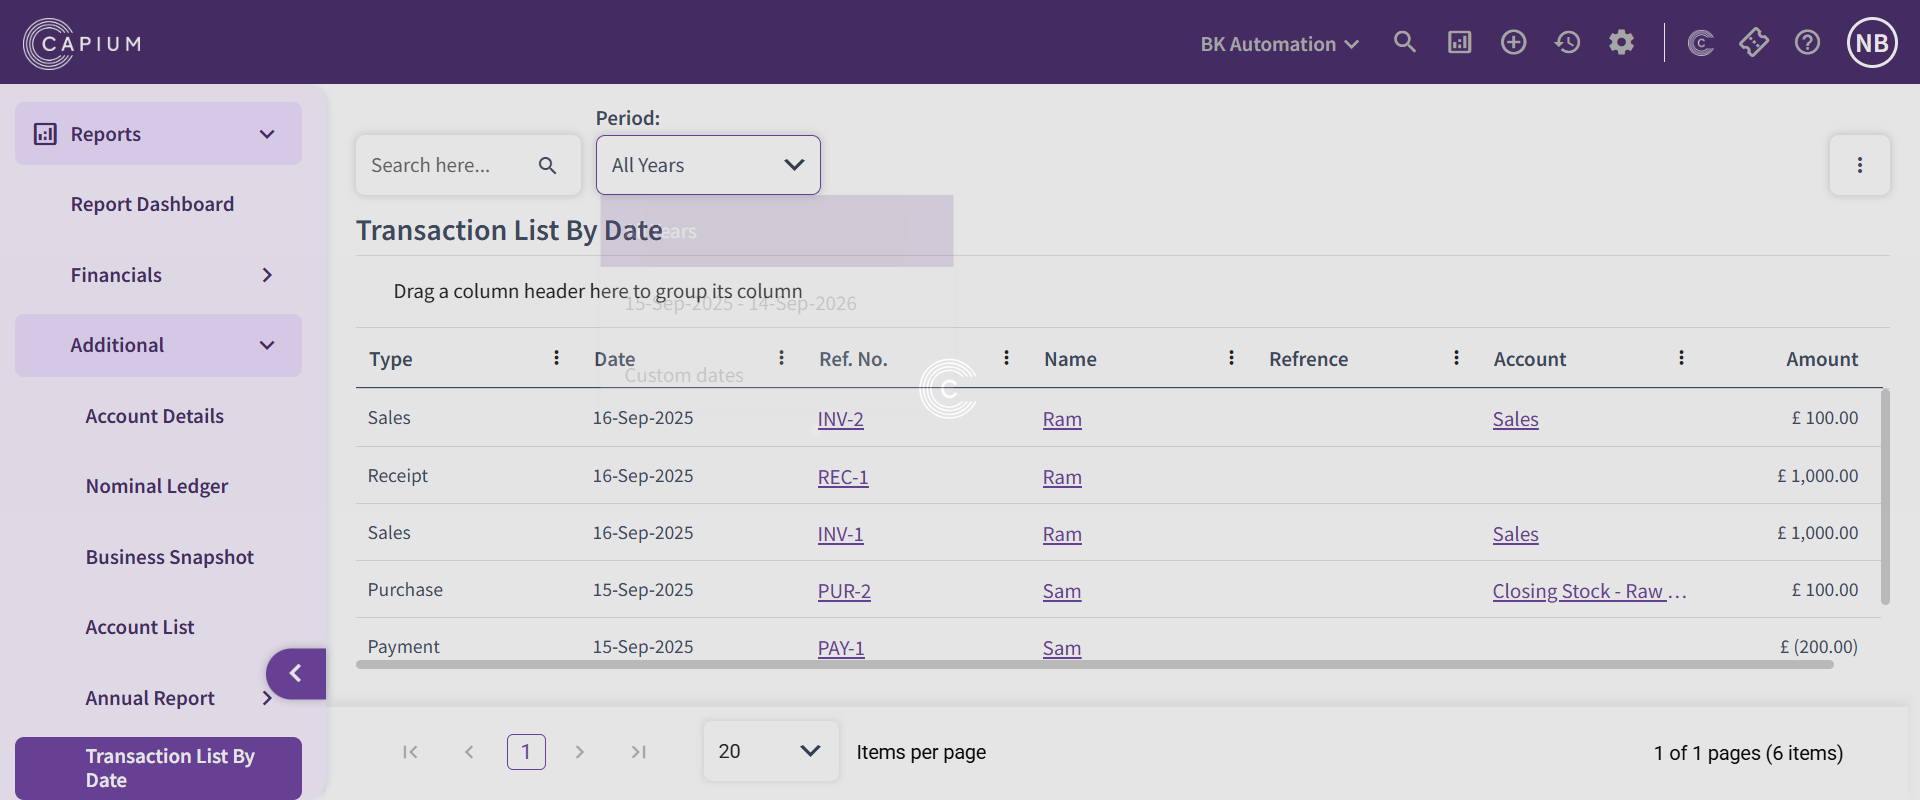 CAPIUM
BK Automation
NB
Reports
Report Dashboard
Financials
Additional
Account Details
Nominal Ledger
Business Snapshot
Account List
Annual Report
Transaction List By
Date
Period:
Search here...
All Years
Transaction List By Date
ears
Drag a column header here to group its column
15-Sep-2025 - 14-Sep-2026
Type Date Ref. No. Name Refrence Account Amount
Custom dates
C
Sales 16-Sep-2025 INV-2 Ram Sales £ 100.00
Receipt 16-Sep-2025 REC-1 Ram £ 1,000.00
Sales 16-Sep-2025 INV-1 Ram Sales £ 1,000.00
Purchase 15-Sep-2025 PUR-2 Sam Closing Stock - Raw ... £ 100.00
Payment 15-Sep-2025 PAY-1 Sam £ (200.00)
1 20 Items per page 1 of 1 pages (6 items)